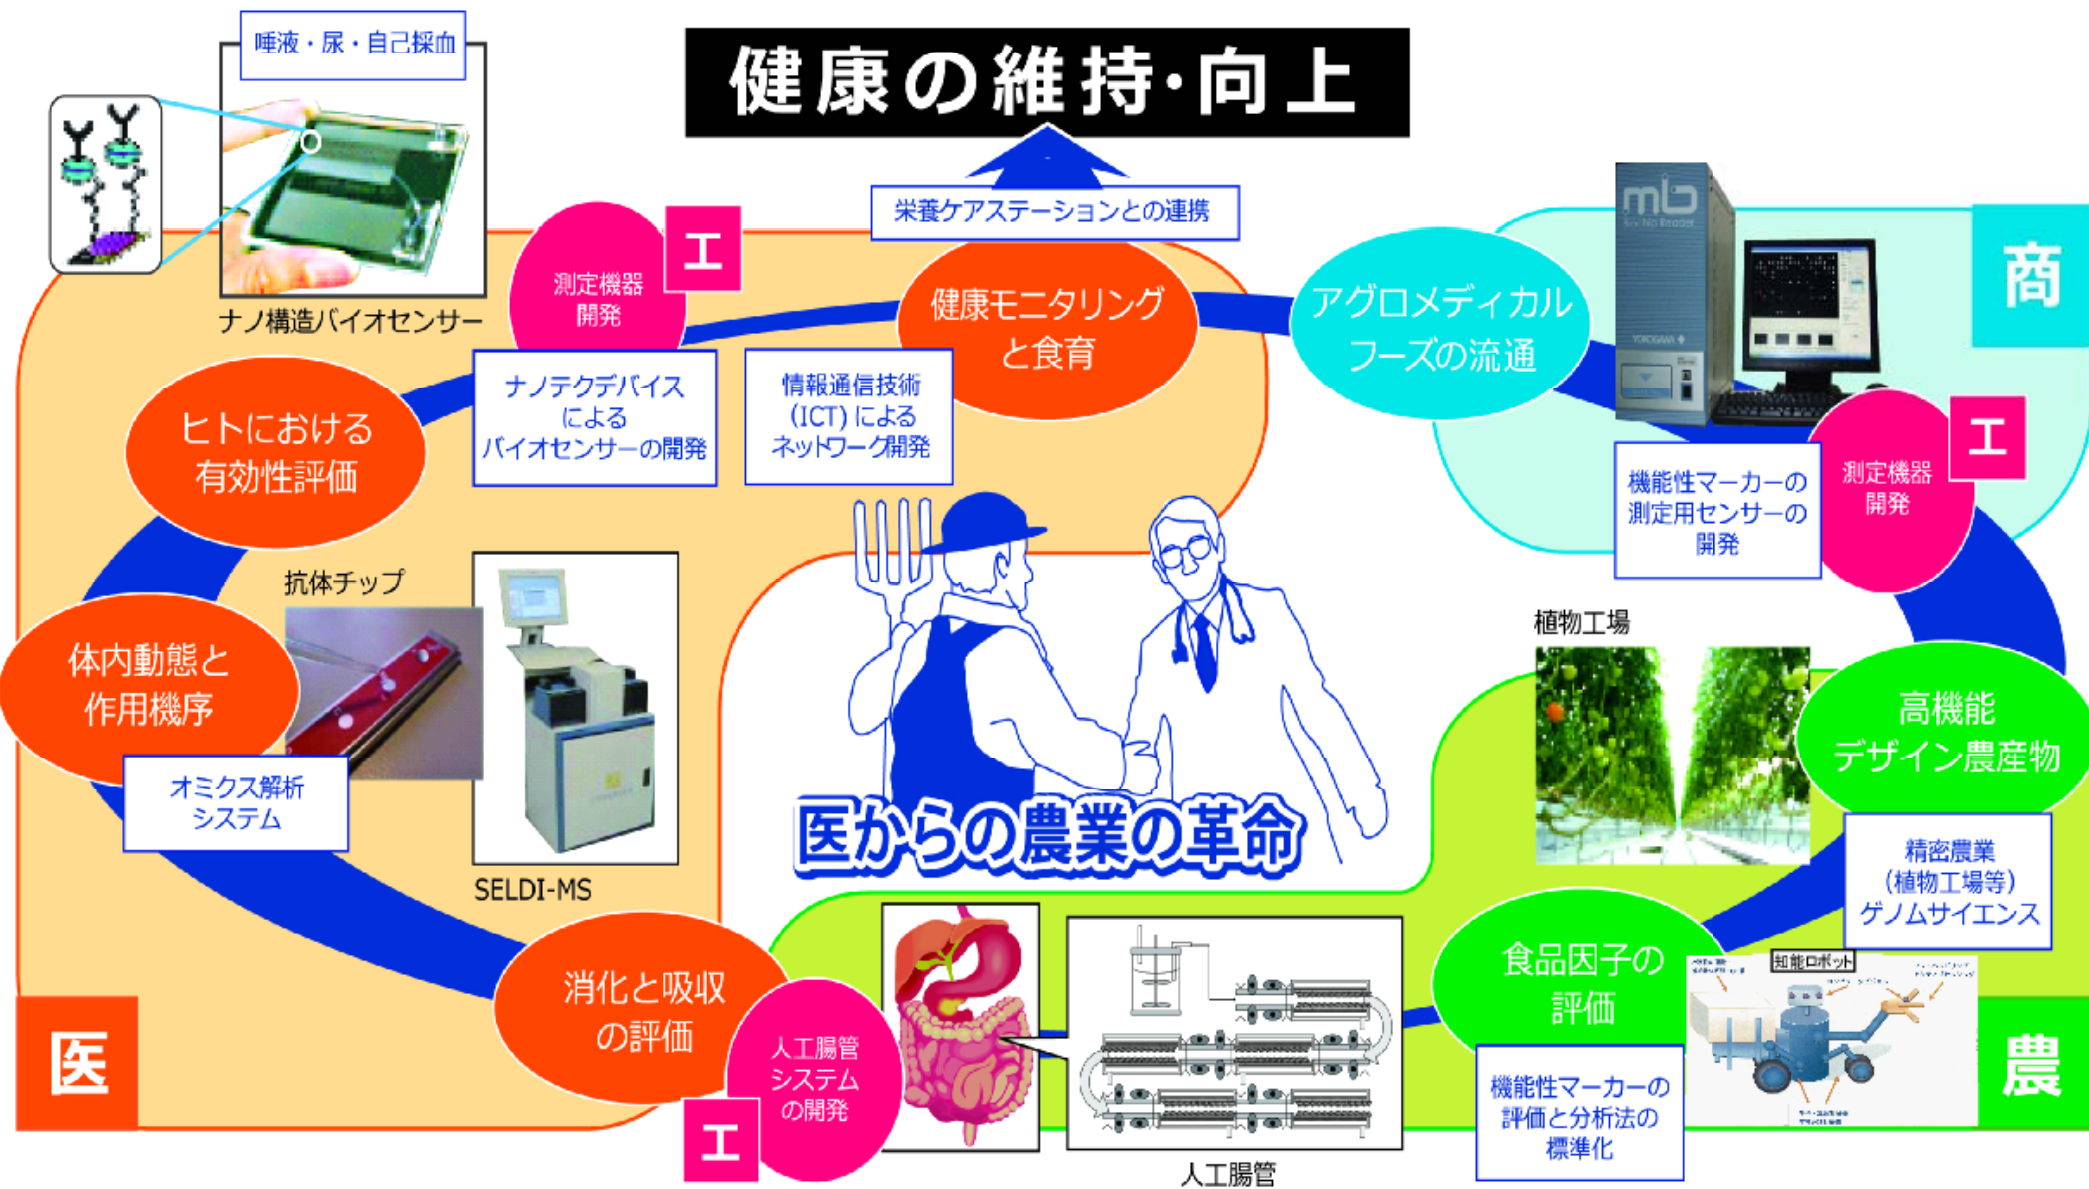 健康の維持・向上
唾液・尿・自己採血
ナノ構造バイオセンサー
測定機器
開発
工
栄養ケアステーションとの連携
健康モニタリング
と食育
アグロメディカル
フーズの流通
商
mb
YOKOGAWA
ヒトにおける
有効性評価
ナノテクデバイス
による
バイオセンサーの開発
情報通信技術
(ICT)による
ネットワーク開発
機能性マーカーの
測定用センサーの
開発
測定機器
開発
工
体内動態と
作用機序
オミクス解析
システム
抗体チップ
SELDI-MS
医からの農業の革命
植物工場
高機能
デザイン農産物
精密農業
（植物工場等）
ゲノムサイエンス
消化と吸収
の評価
人工腸管
システム
の開発
工
人工腸管
食品因子の
評価
機能性マーカーの
評価と分析法の
標準化
知能ロボット
医
農